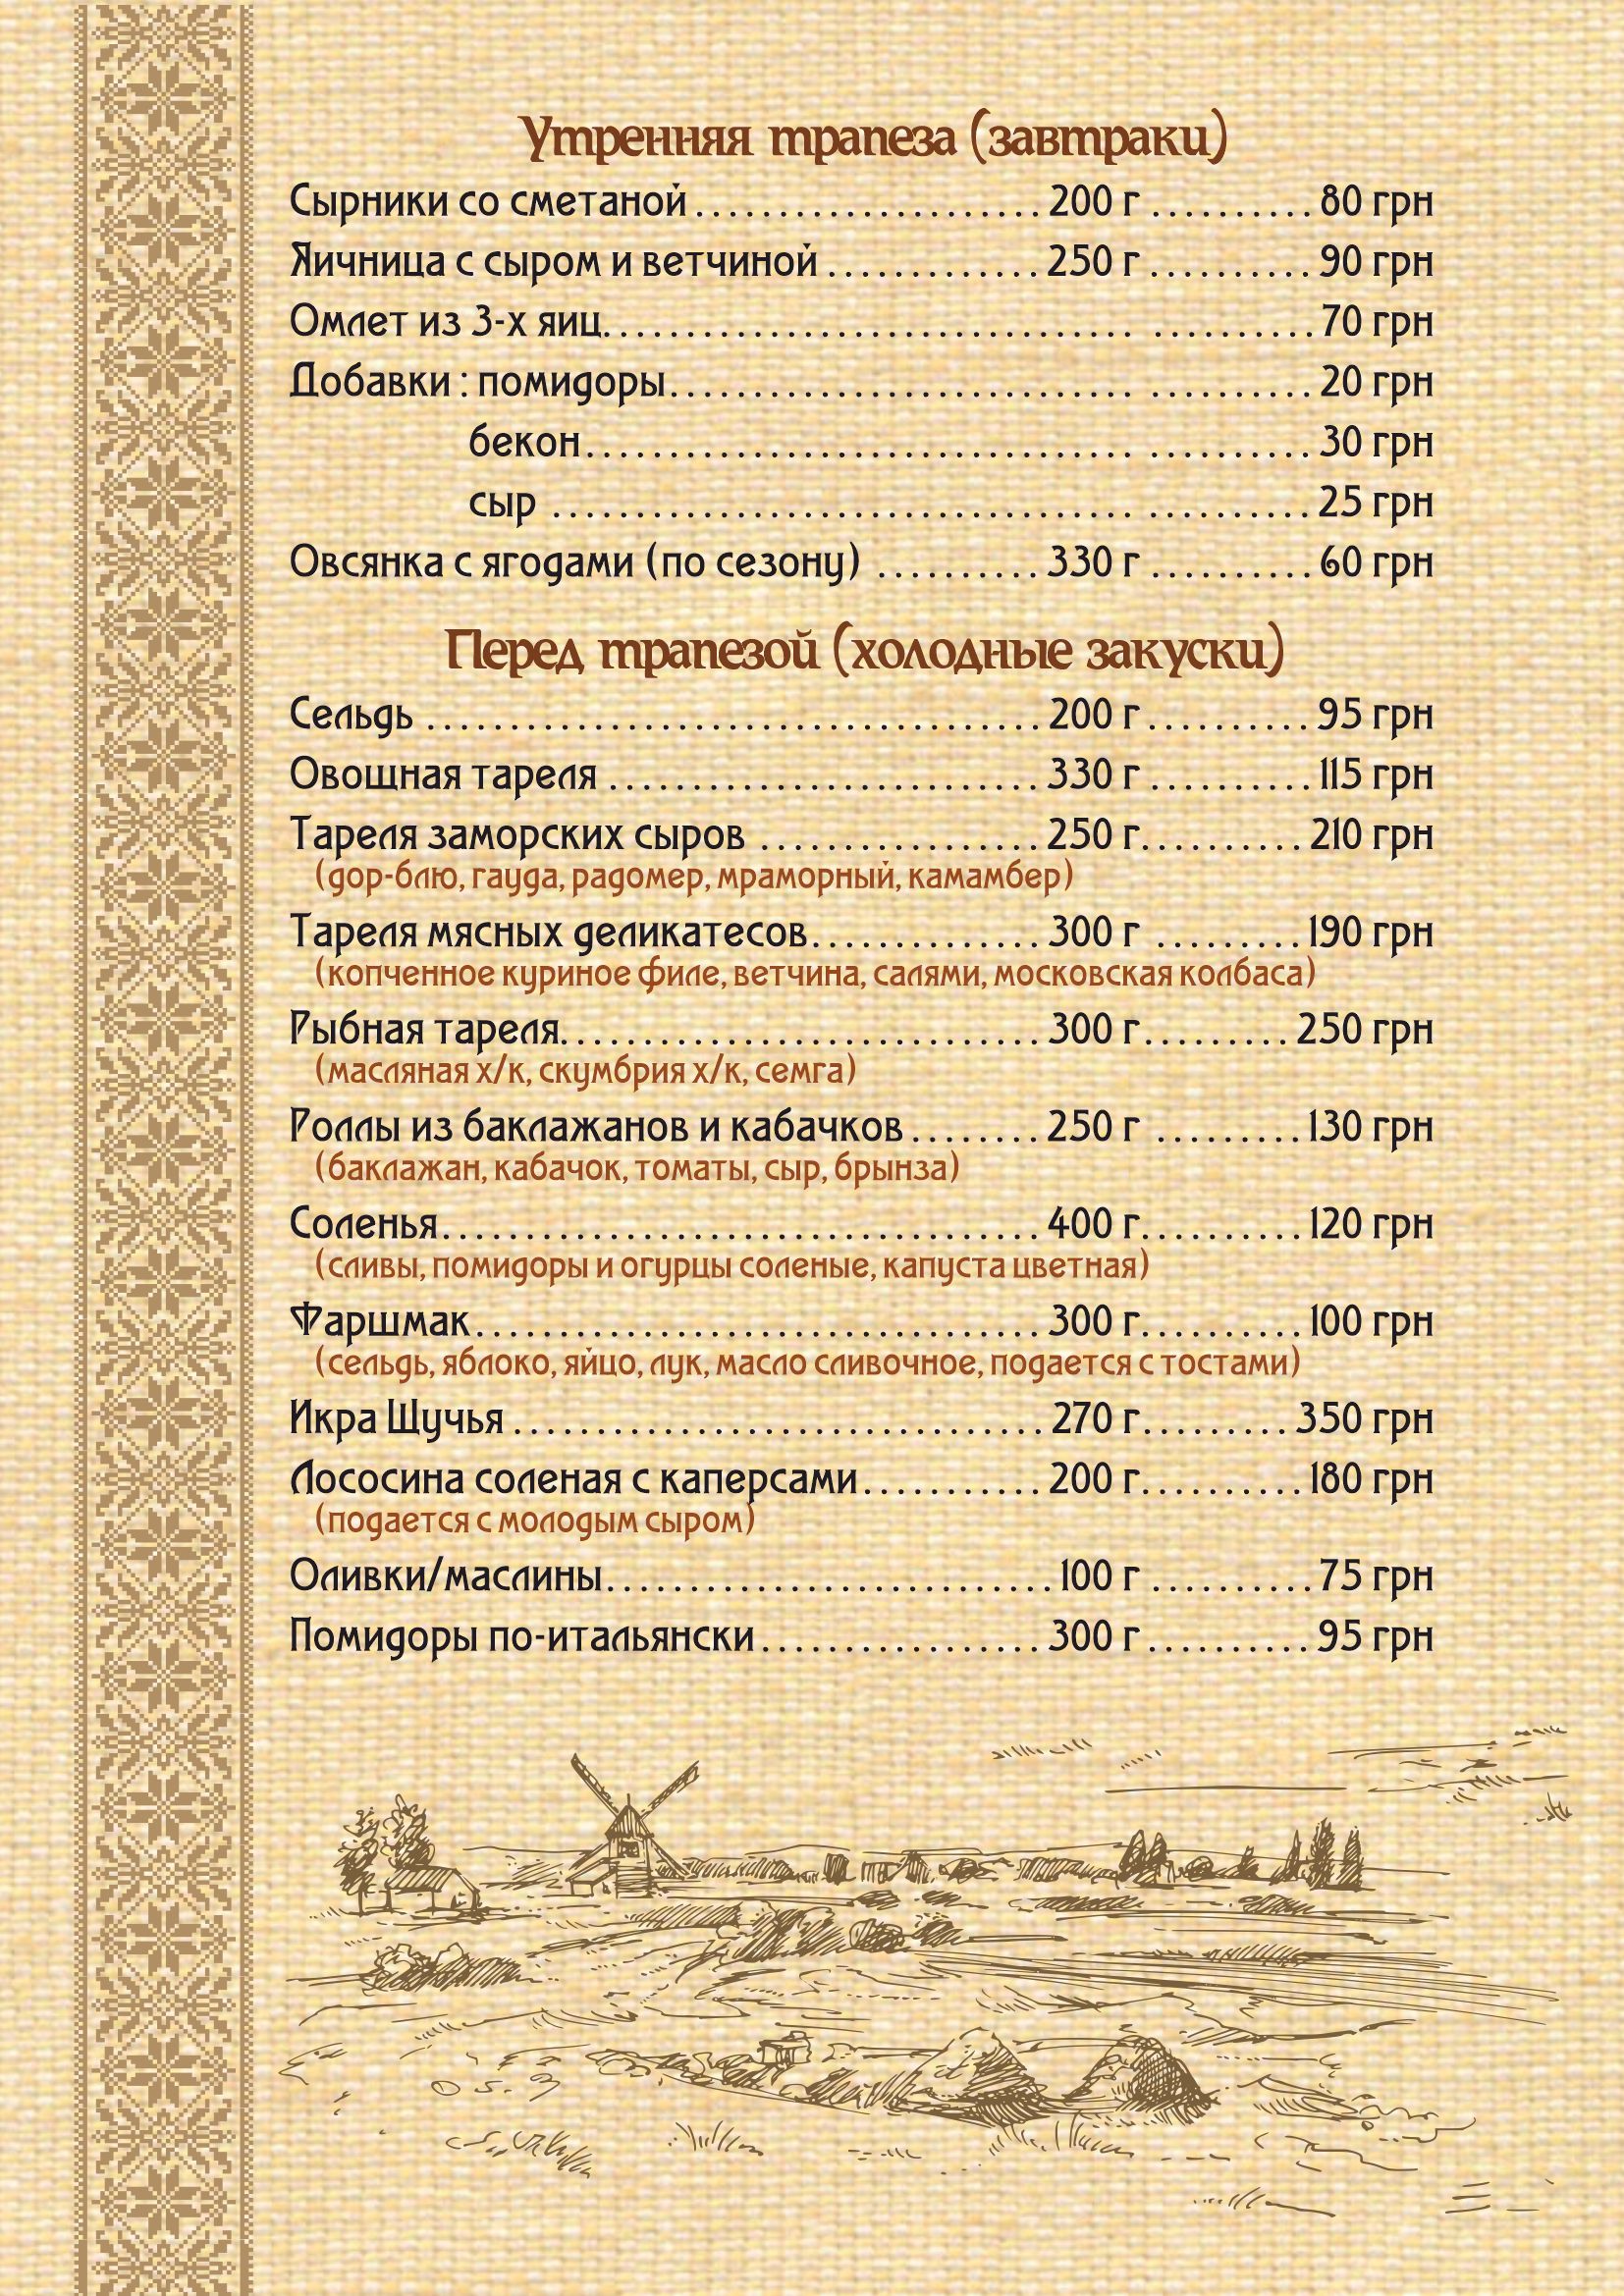 Утренняя трапеза (завтраки)
Сырники со сметаной.....................200 г..........80 грн
Яичница с сыром и ветчиной.............250 г..........90 грн
Омлет из 3-х яиц................................ ..........70 грн
Добавки : помидоры............................ ..........20 грн
бекон................................. ..........30 грн
сыр ................................... ..........25 грн
Овсянка с ягодами (по сезону) ..........330 г..........60 грн
Перед трапезой (холодные закуски)
Сельдь .....................................200 г..........95 грн
Овощная тареля ..........................330 г..........115 грн
Тареля заморских сыров .................250 г..........210 грн
(дор-блю, гауда, радомер, мраморный, камамбер)
Тареля мясных деликатесов..............300 г .........190 грн
(копченное куриное филе, ветчина, салями, московская колбаса)
Рыбная тареля.............................300 г.........250 грн
(масляная х/к, скумбрия х/к, семга)
Роллы из баклажанов и кабачков........250 г .........130 грн
(баклажан, кабачок, томаты, сыр, брынза)
Соленья....................................400 г..........120 грн
(сливы, помидоры и огурцы соленые, капуста цветная)
Фаршмак..................................300 г..........100 грн
(сельдь, яблоко, яйцо, лук, масло сливочное, подается с тостами)
Икра Щучья ................................270 г.........350 грн
Лососина соленая с каперсами...........200 г..........180 грн
(подается с молодым сыром)
Оливки/маслины...........................100 г..........75 грн
Помидоры по-итальянски.................300 г..........95 грн